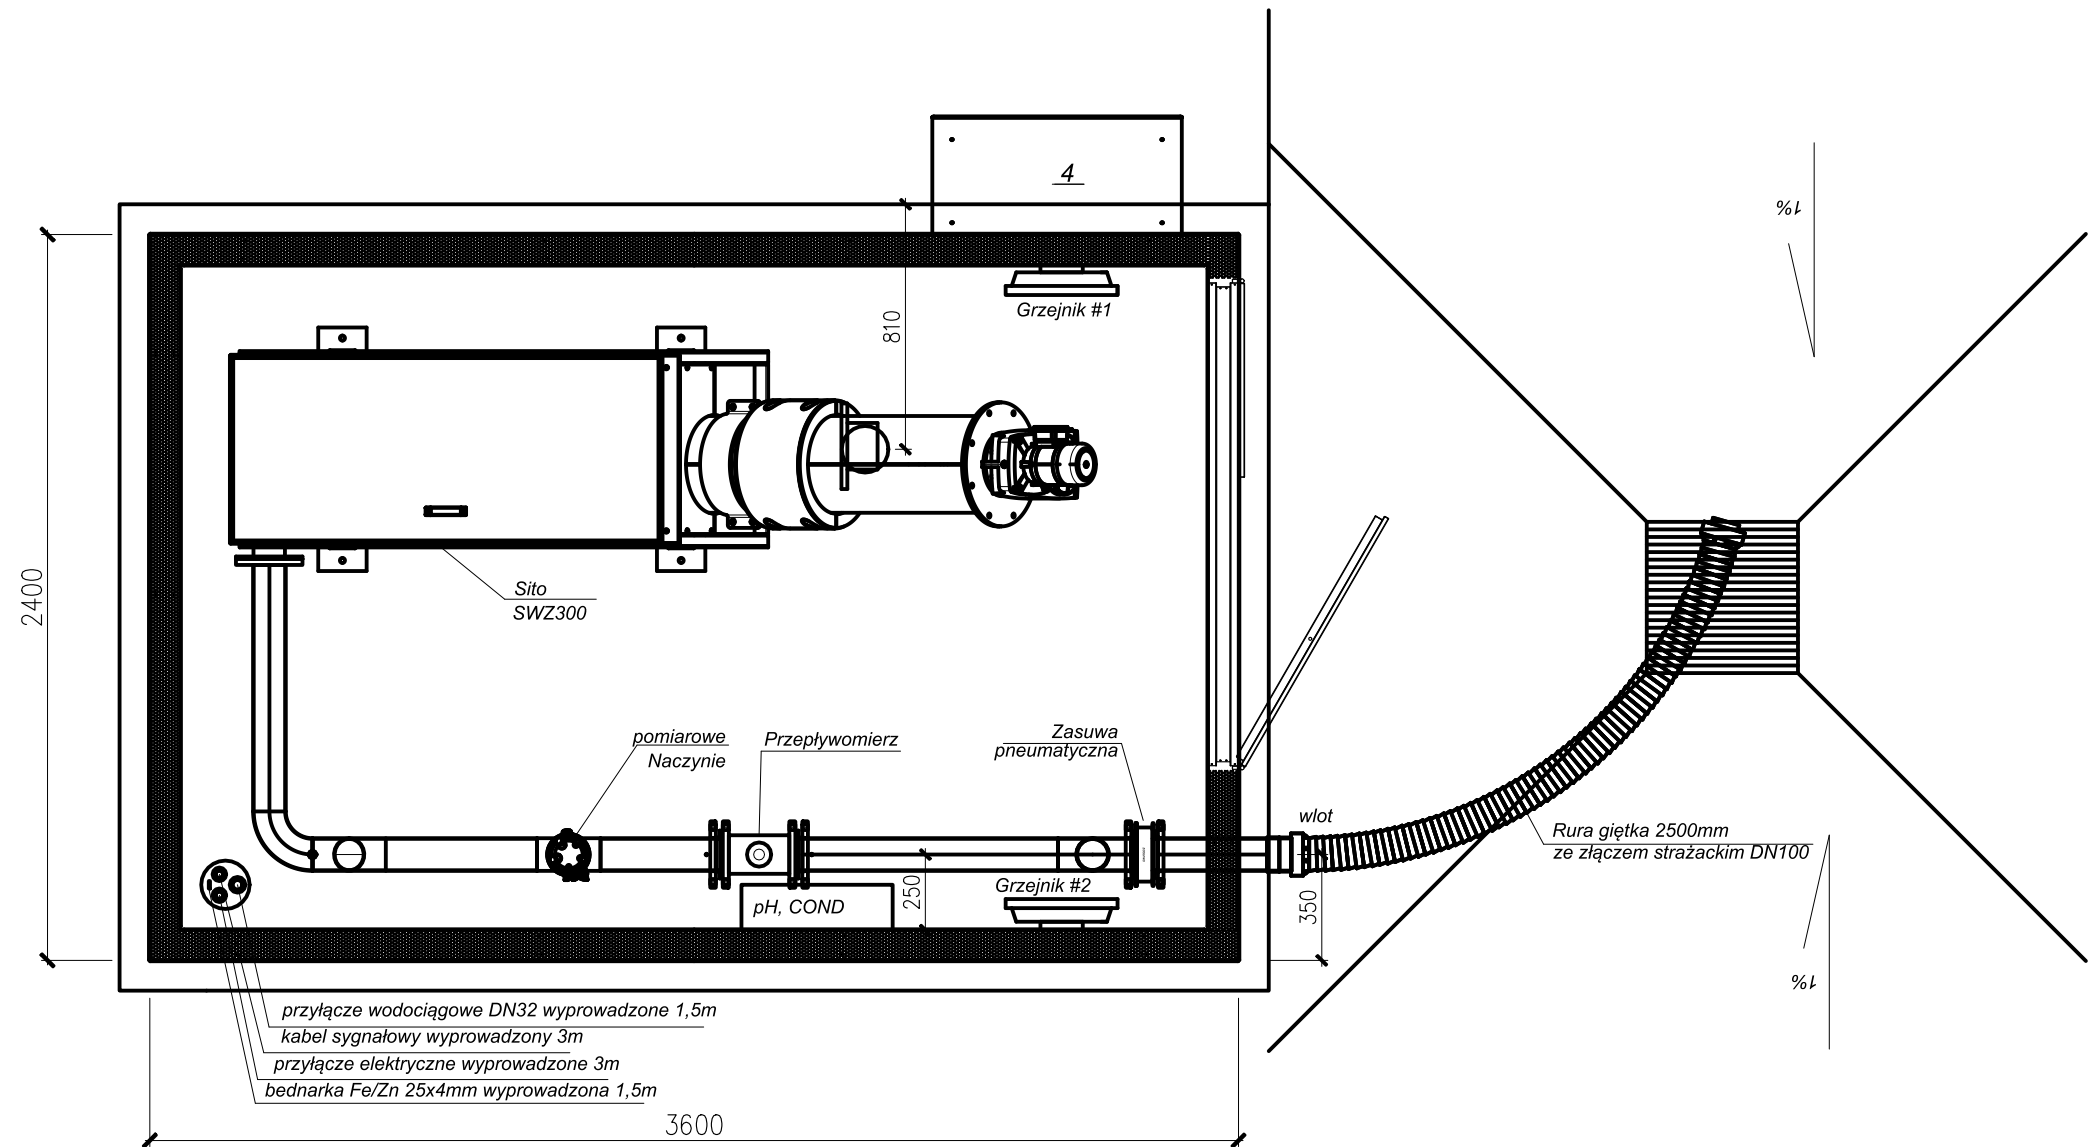 4
1%
Grzejnik #1
810
2400
Sito
SWZ300
pomiarowe
Naczynie
Przepływomierz
Zasuwa
pneumatyczna
wlot
Rura giętka 2500mm
ze złączem strażackim DN100
Grzejnik #2
250
pH, COND
350
1%
przyłącze wodociągowe DN32 wyprowadzone 1,5m
kabel sygnałowy wyprowadzony 3m
przyłącze elektryczne wyprowadzone 3m
bednarka Fe/Zn 25x4mm wyprowadzona 1,5m
3600